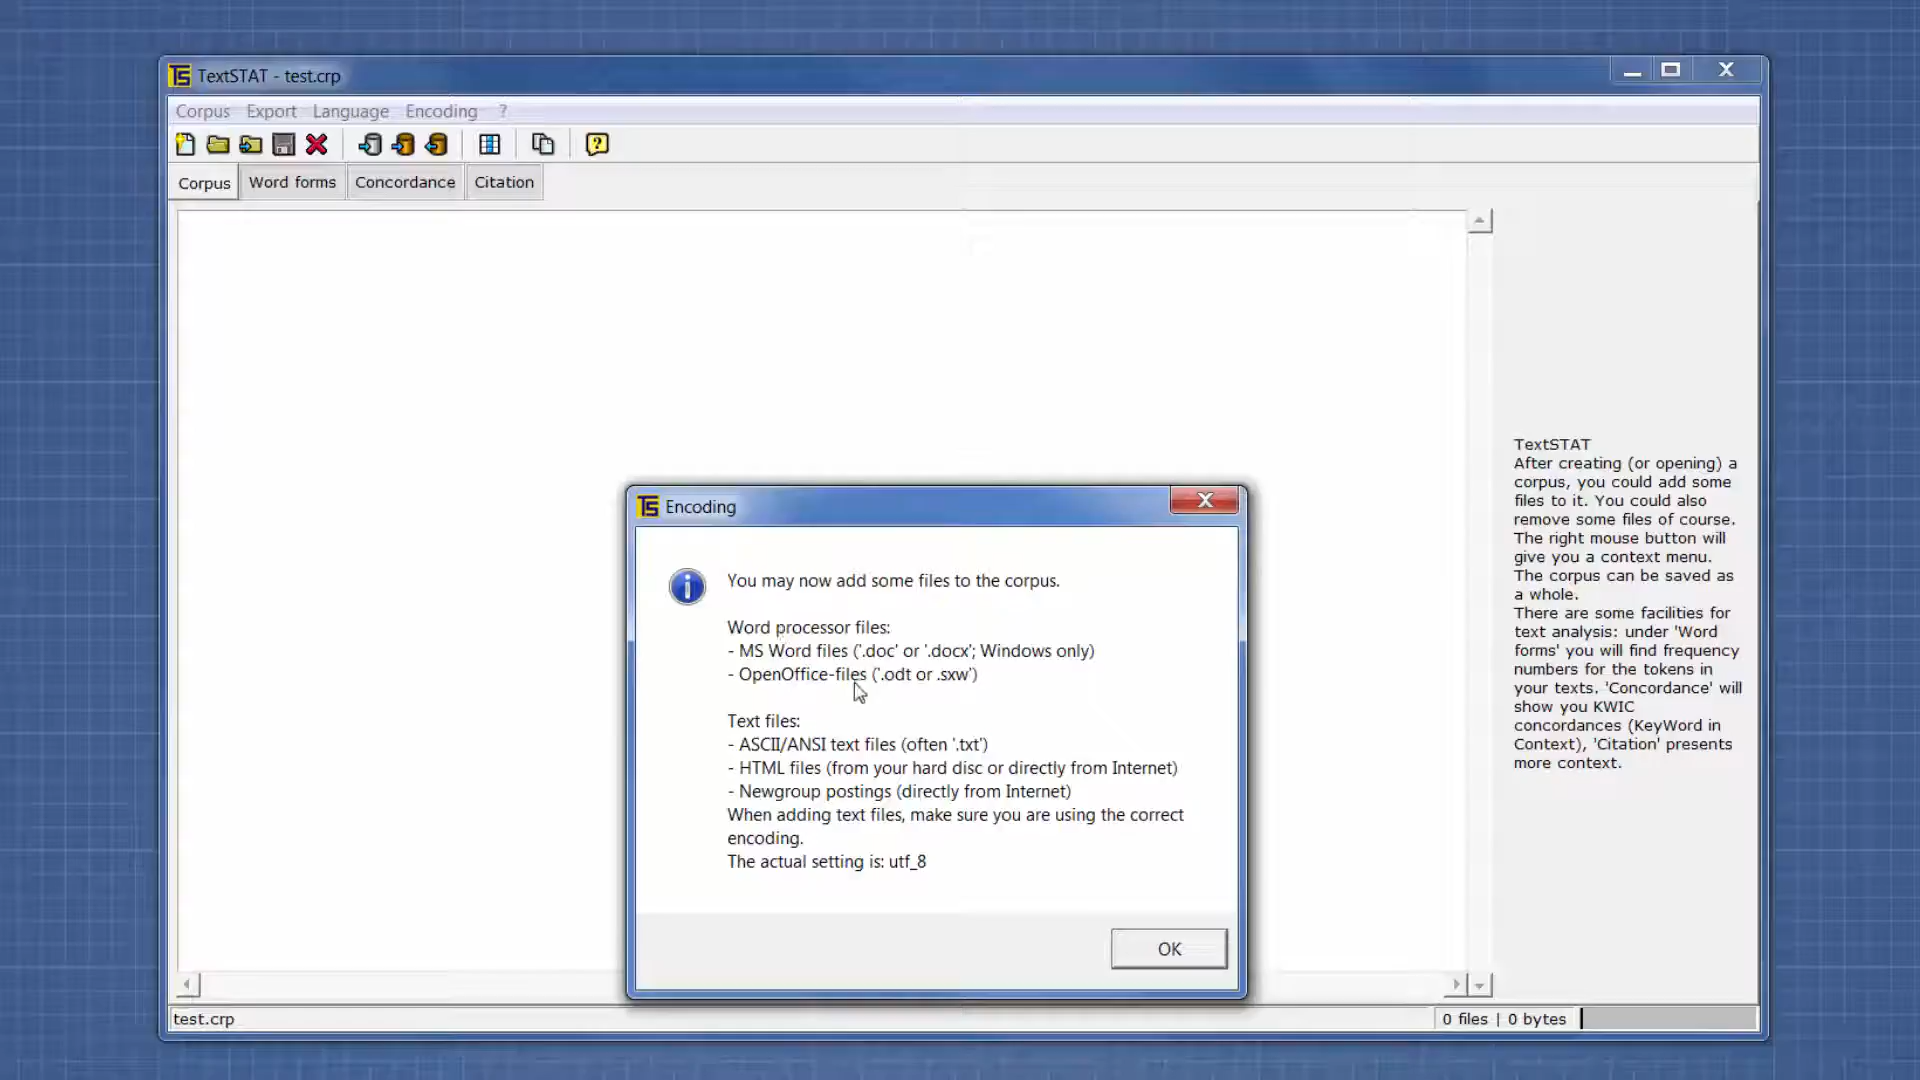 TextSTAT - test.crp
Corpus Export Language Encoding ?
Corpus Word forms Concordance Citation
TextSTAT
After creating (or opening) a
corpus, you could add some
files to it. You could also
remove some files of course.
The right mouse button will
give you a context menu.
The corpus can be saved as
a whole.
There are some facilities for
text analysis: under 'Word
forms' you will find frequency
numbers for the tokens in
your texts. 'Concordance' will
show you KWIC
concordances (KeyWord in
Context), 'Citation' presents
more context.
Encoding
You may now add some files to the corpus.
Word processor files:
- MS Word files ('.doc' or '.docx'; Windows only)
- OpenOffice-files ('.odt or .sxw')
Text files:
- ASCII/ANSI text files (often '.txt')
- HTML files (from your hard disc or directly from Internet)
- Newgroup postings (directly from Internet)
When adding text files, make sure you are using the correct
encoding.
The actual setting is: utf_8
OK
test.crp
0 files | 0 bytes